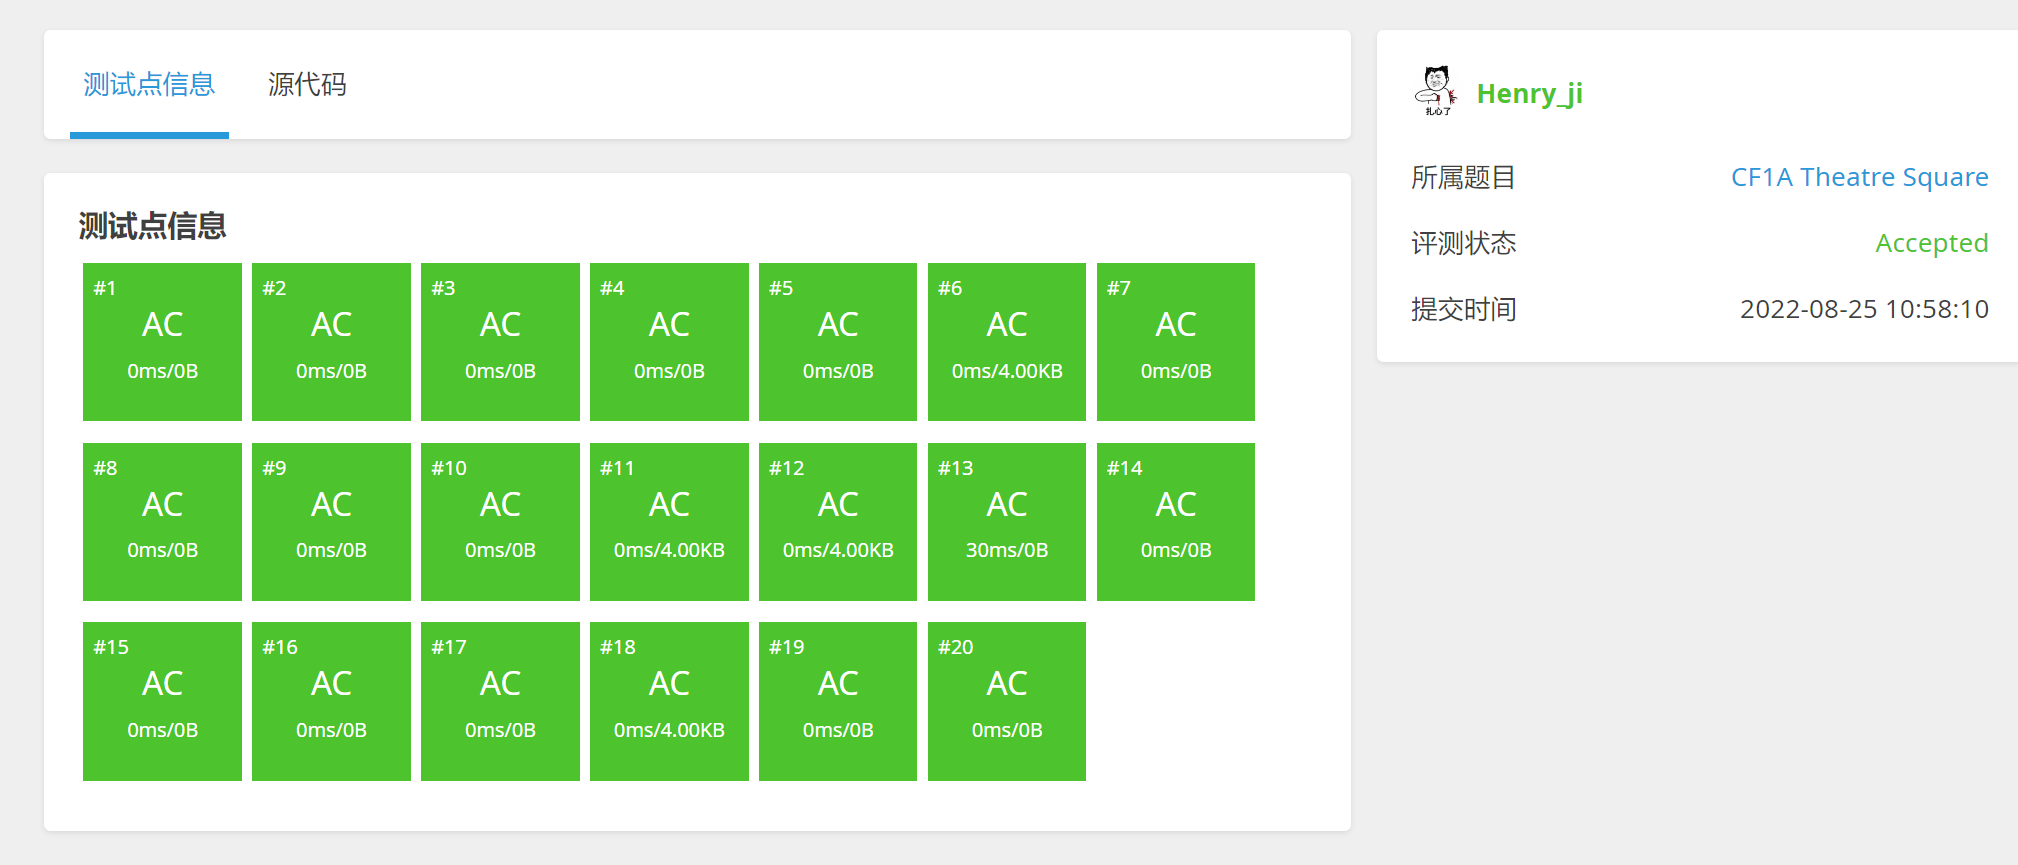 测试点信息 源代码
Henry_ji
扎心了
所属题目 CF1A Theatre Square
评测状态 Accepted
提交时间 2022-08-25 10:58:10
测试点信息
#1 #2 #3 #4 #5 #6 #7
AC AC AC AC AC AC AC
0ms/0B 0ms/0B 0ms/0B 0ms/0B 0ms/0B 0ms/4.00KB 0ms/0B
#8 #9 #10 #11 #12 #13 #14
AC AC AC AC AC AC AC
0ms/0B 0ms/0B 0ms/0B 0ms/4.00KB 0ms/4.00KB 30ms/0B 0ms/0B
#15 #16 #17 #18 #19 #20
AC AC AC AC AC AC
0ms/0B 0ms/0B 0ms/0B 0ms/4.00KB 0ms/0B 0ms/0B